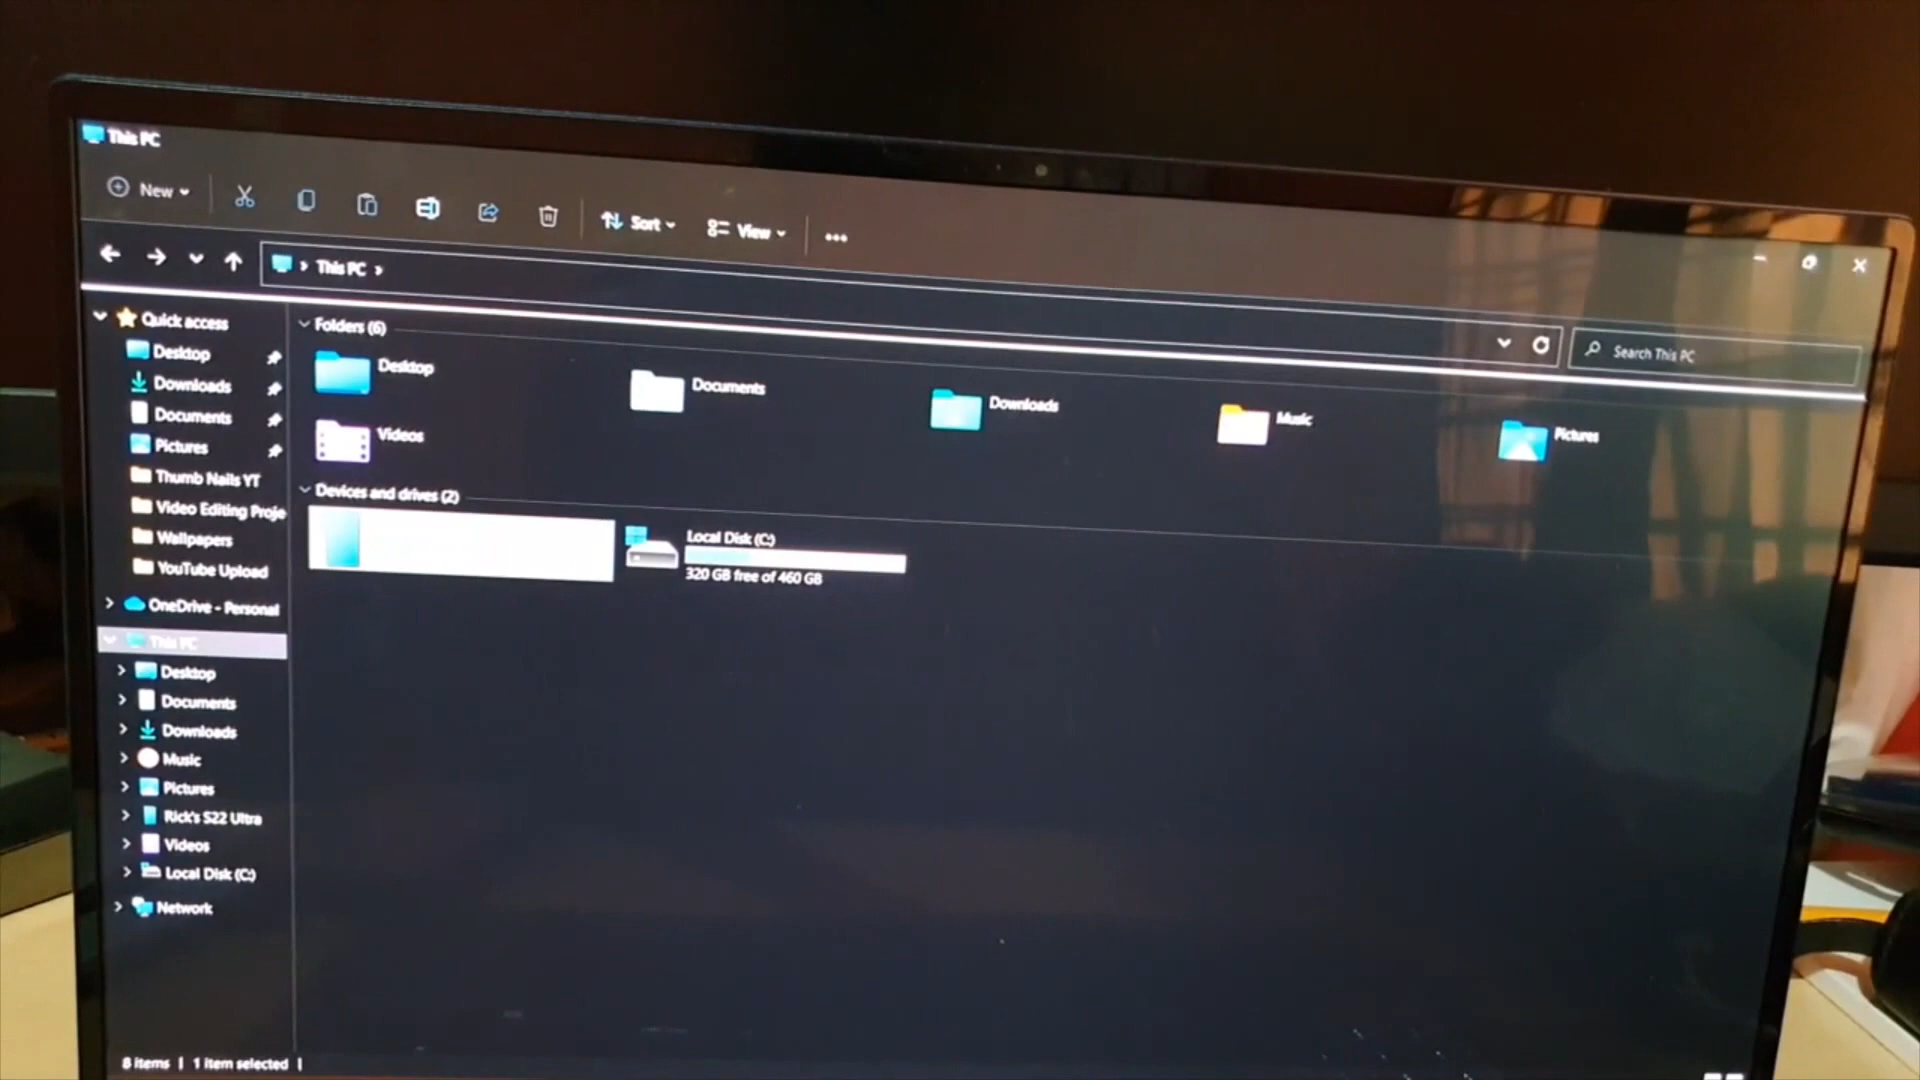 This PC
New
Sort
View
This PC
Search This PC
Quick access
Desktop
Downloads
Documents
Pictures
Thumb Nails YT
Video Editing Proje
Wallpapers
YouTube Upload
OneDrive - Personal
This PC
Desktop
Documents
Downloads
Music
Pictures
Rick's S22 Ultra
Videos
Local Disk (C:)
Network
Folders (6)
Desktop
Documents
Downloads
Music
Pictures
Videos
Devices and drives (2)
Local Disk (C:)
320 GB free of 460 GB
8 items | 1 item selected |